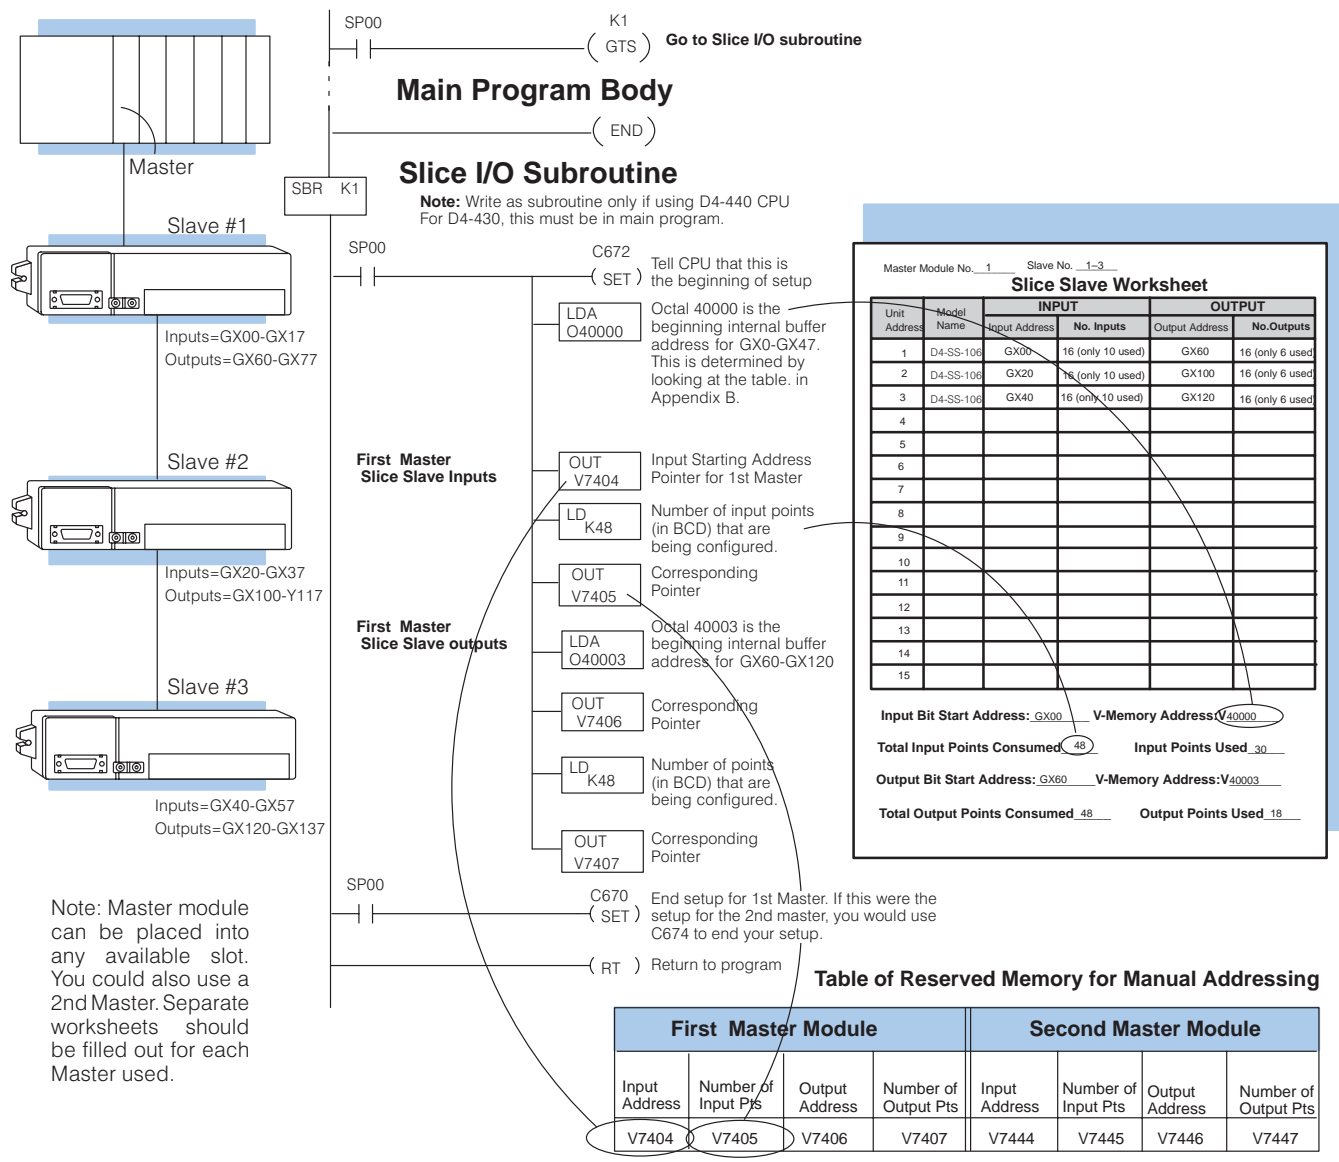 SP00
K1
( GTS )
Go to Slice I/O subroutine
Main Program Body
( END )
Master
Slice I/O Subroutine
SBR K1
Note: Write as subroutine only if using D4-440 CPU
For D4-430, this must be in main program.
Slave #1
Inputs=GX00-GX17
Outputs=GX60-GX77
Slave #2
Inputs=GX20-GX37
Outputs=GX100-Y117
Slave #3
Inputs=GX40-GX57
Outputs=GX120-GX137
Note: Master module
can be placed into
any available slot.
You could also use a
2nd Master. Separate
worksheets should
be filled out for each
Master used.
SP00
C672
( SET )
Tell CPU that this is
the beginning of setup
LDA
O40000
Octal 40000 is the
beginning internal buffer
address for GX0-GX47.
This is determined by
looking at the table. in
Appendix B.
First Master
Slice Slave Inputs
OUT
V7404
Input Starting Address
Pointer for 1st Master
LD
K48
Number of input points
(in BCD) that are
being configured.
OUT
V7405
Corresponding
Pointer
First Master
Slice Slave outputs
LDA
O40003
Octal 40003 is the
beginning internal buffer
address for GX60-GX120
OUT
V7406
Corresponding
Pointer
LD
K48
Number of points
(in BCD) that are
being configured.
OUT
V7407
Corresponding
Pointer
SP00
C670
( SET )
End setup for 1st Master. If this were the
setup for the 2nd master, you would use
C674 to end your setup.
( RT )
Return to program
Master Module No. 1 Slave No. 1–3
Slice Slave Worksheet
INPUT OUTPUT
Unit Address Model Name Input Address No. Inputs Output Address No.Outputs
1 D4-SS-106 GX00 16 (only 10 used) GX60 16 (only 6 used)
2 D4-SS-106 GX20 16 (only 10 used) GX100 16 (only 6 used)
3 D4-SS-106 GX40 16 (only 10 used) GX120 16 (only 6 used)
4
5
6
7
8
9
10
11
12
13
14
15
Input Bit Start Address: GX00 V-Memory Address:V40000
Total Input Points Consumed 48 Input Points Used 30
Output Bit Start Address: GX60 V-Memory Address:V40003
Total Output Points Consumed 48 Output Points Used 18
Table of Reserved Memory for Manual Addressing
First Master Module Second Master Module
Input Address Number of Input Pts Output Address Number of Output Pts Input Address Number of Input Pts Output Address Number of Output Pts
V7404 V7405 V7406 V7407 V7444 V7445 V7446 V7447